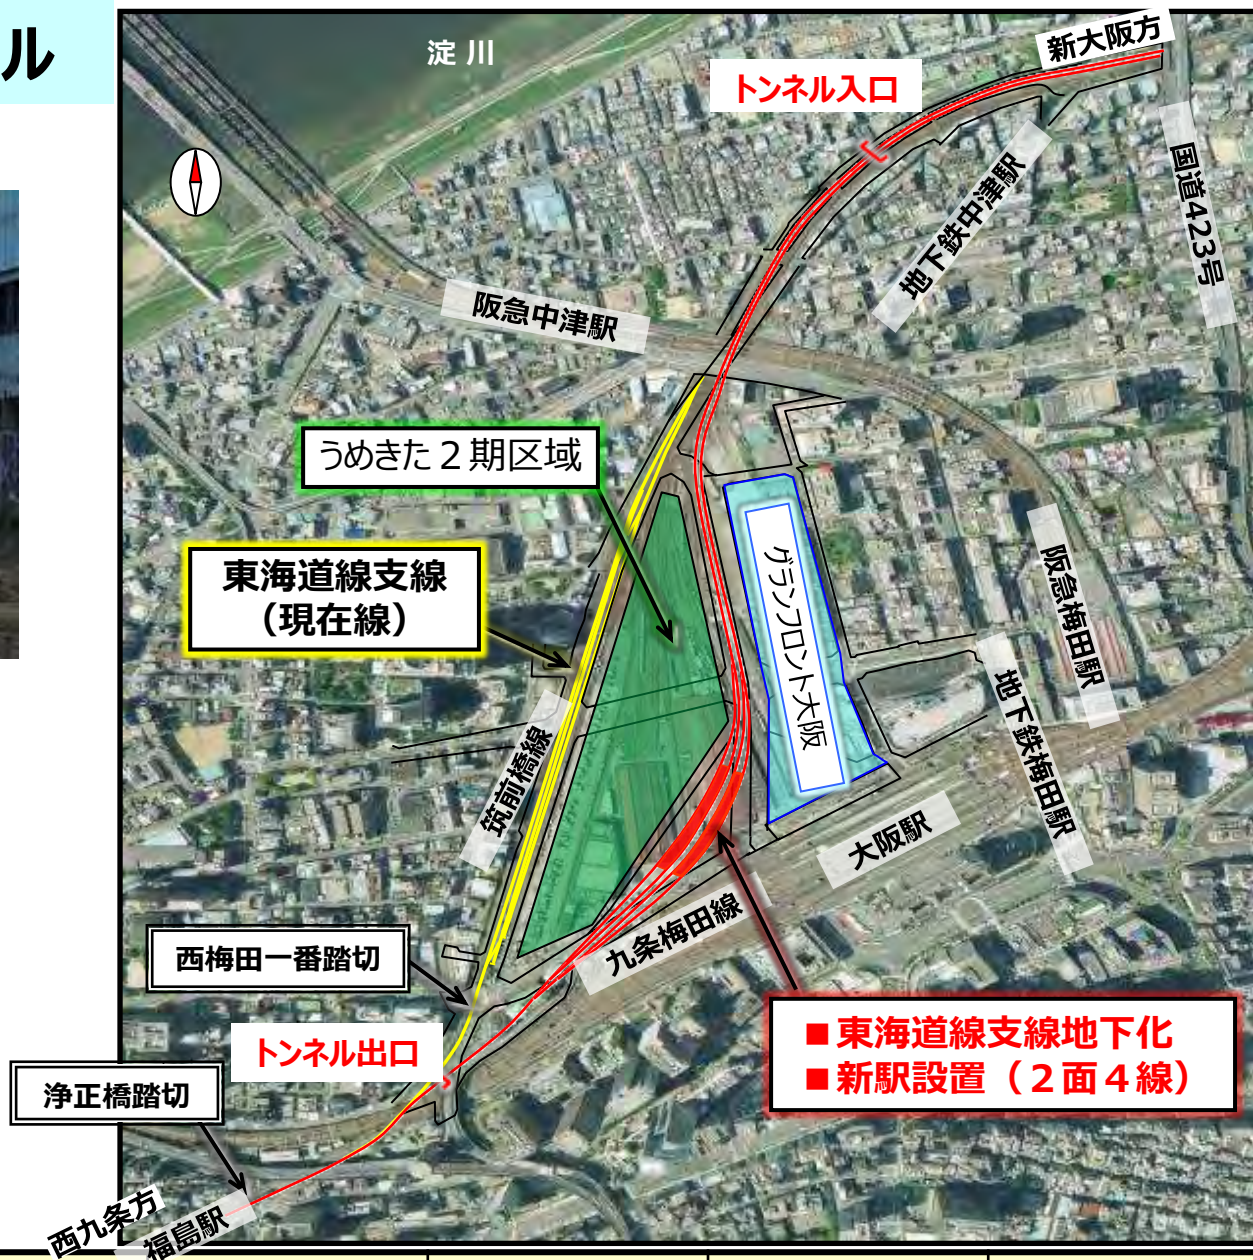 ル
淀川
新大阪方
トンネル入口
国道423号
地下鉄中津駅
阪急中津駅
うめきた２期区域
東海道線支線
（現在線）
グランフロント大阪
阪急梅田駅
地下鉄梅田駅
筑前橋線
大阪駅
九条梅田線
西梅田一番踏切
■東海道線支線地下化
■新駅設置（２面４線）
トンネル出口
浄正橋踏切
西九条方
福島駅